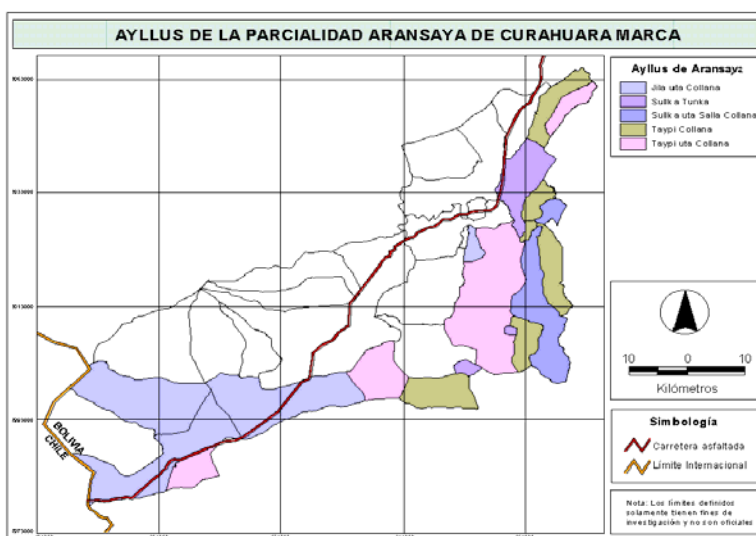 AYLLUS DE LA PARCIALIDAD ARANSAYA DE CURAHUARA MARCA
Ayllus de Aransaya
Jila uta Collana
Sullka Tunka
Sullka uta Salla Collana
Taypi Collana
Taypi uta Collana
BOLIVIA
CHILE
10 0 10
Kilómetros
Simbología
Carretera asfaltada
Límite Internacional
Nota: Los límites definidos
solamente tienen fines de
investigación y no son oficiales